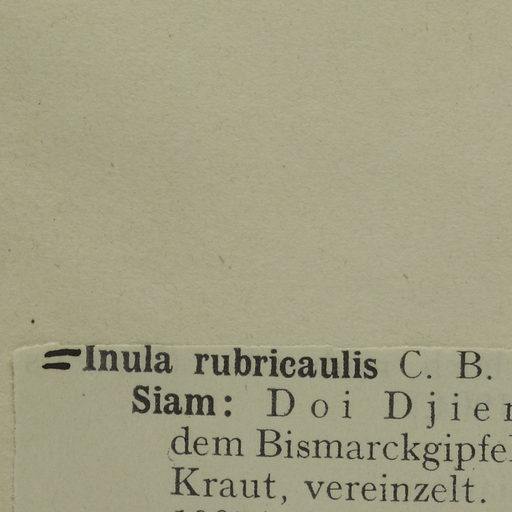 =Inula rubricaulis C. B.
Siam: Doi Djie
dem Bismarckgipfel
Kraut, vereinzelt.